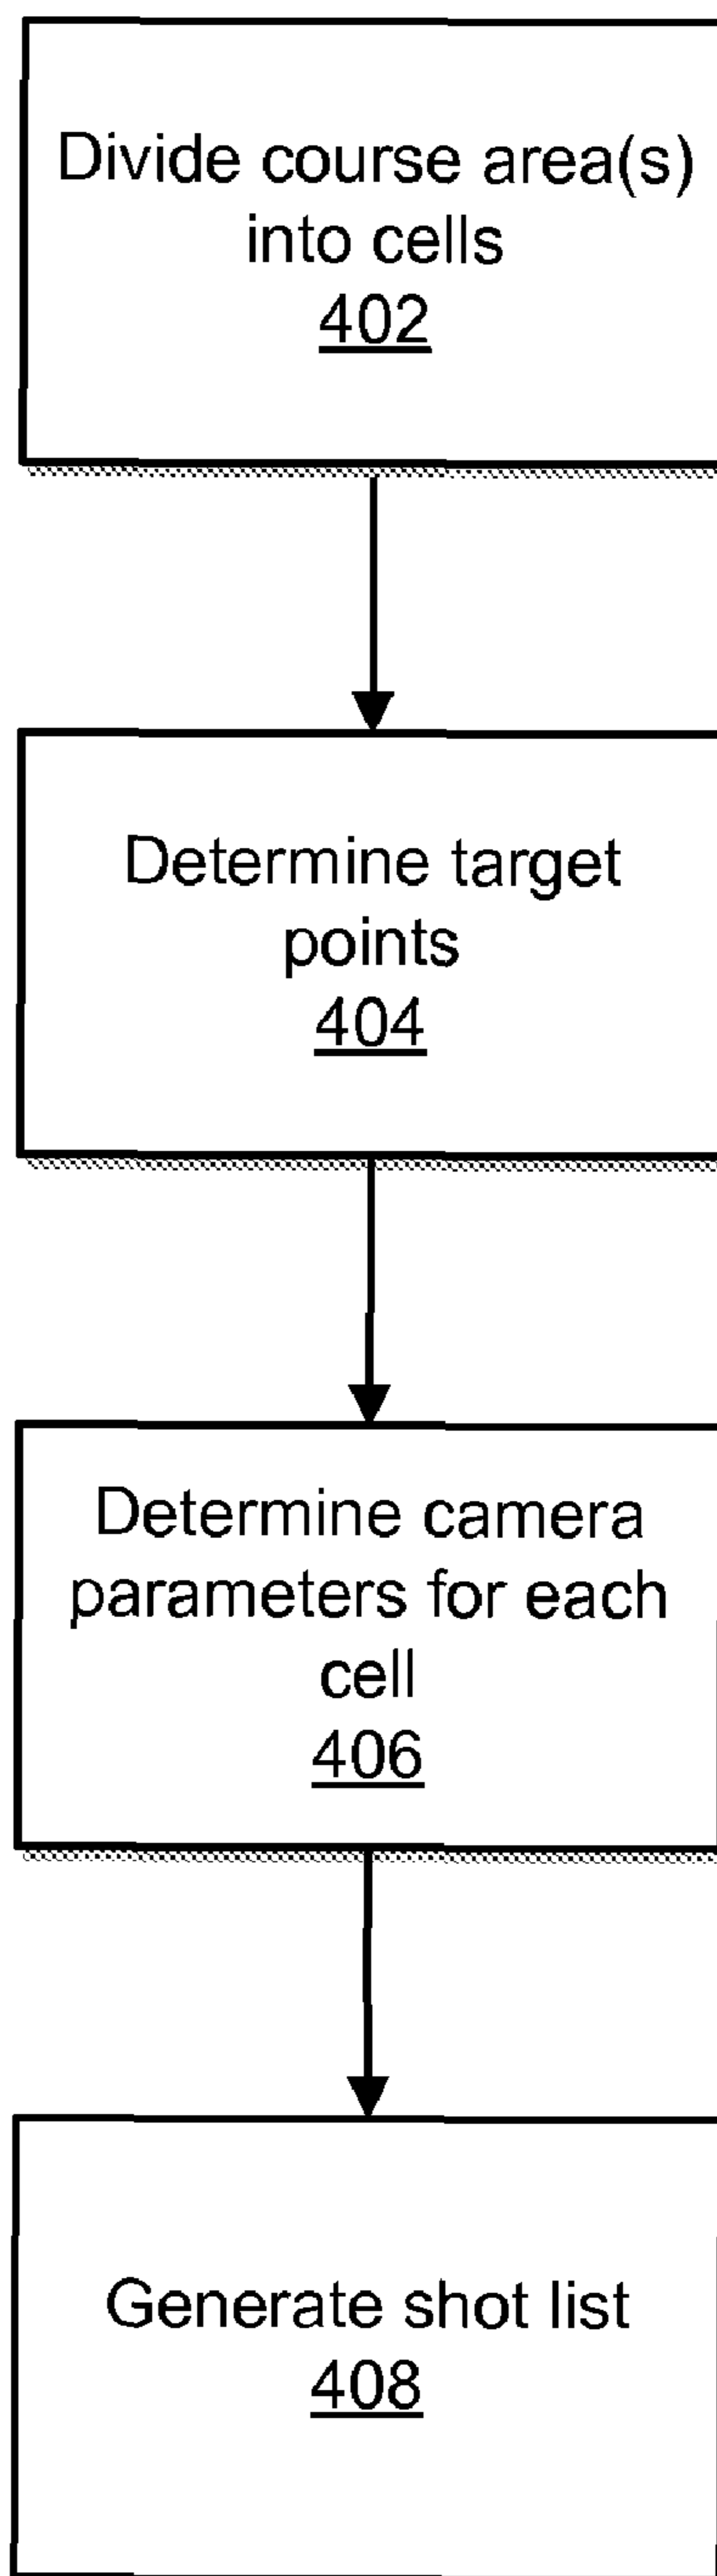 Divide course area(s)
into cells
402
Determine target
points
404
Determine camera
parameters for each
cell
406
Generate shot list
408